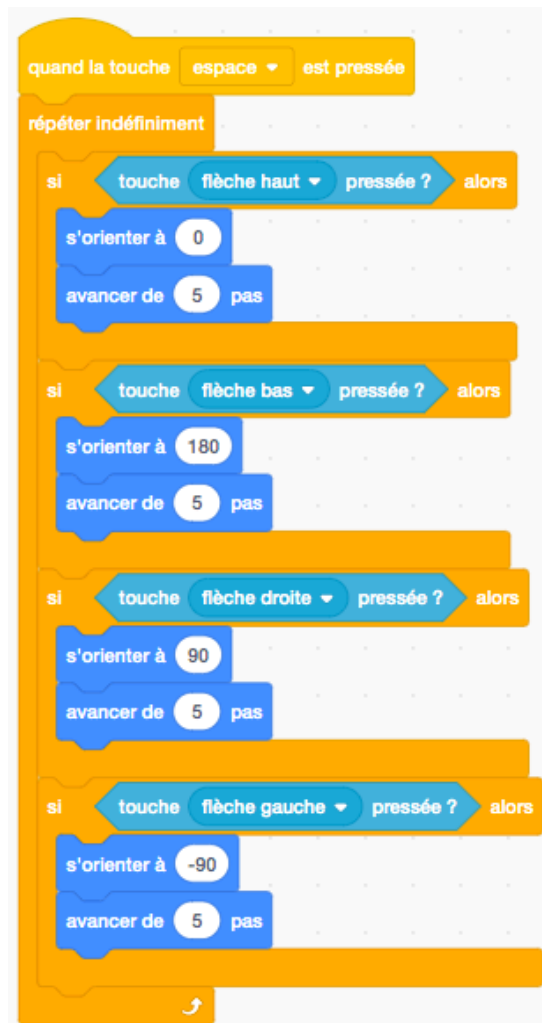 quand la touche espace est pressée
répéter indéfiniment
si touche flèche haut pressée ? alors
s'orienter à 0
avancer de 5 pas
si touche flèche bas pressée ? alors
s'orienter à 180
avancer de 5 pas
si touche flèche droite pressée ? alors
s'orienter à 90
avancer de 5 pas
si touche flèche gauche pressée ? alors
s'orienter à -90
avancer de 5 pas